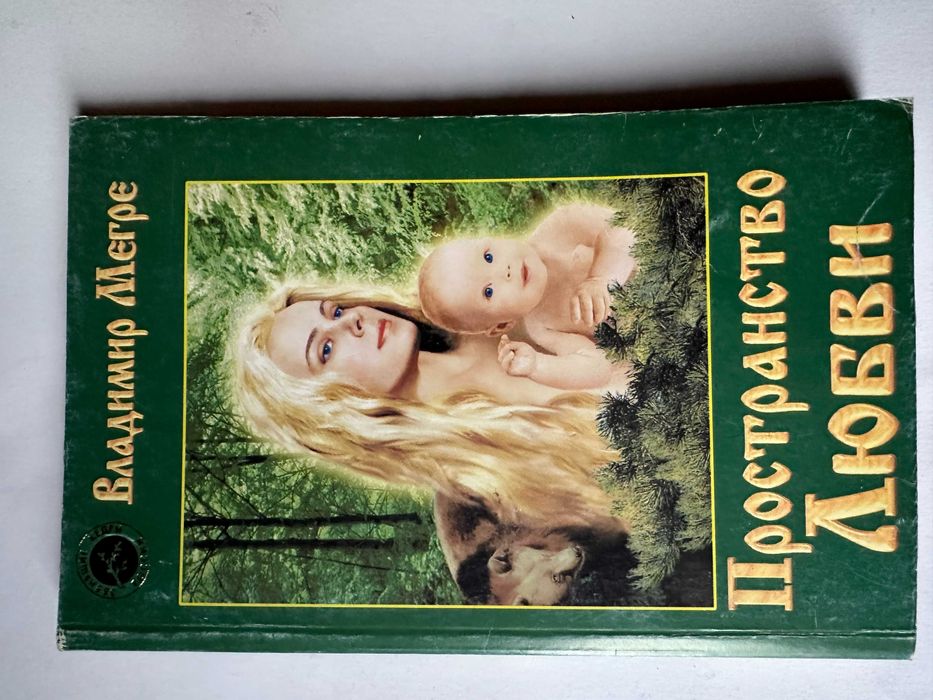 Владимир Мегре
Пространство
Любви